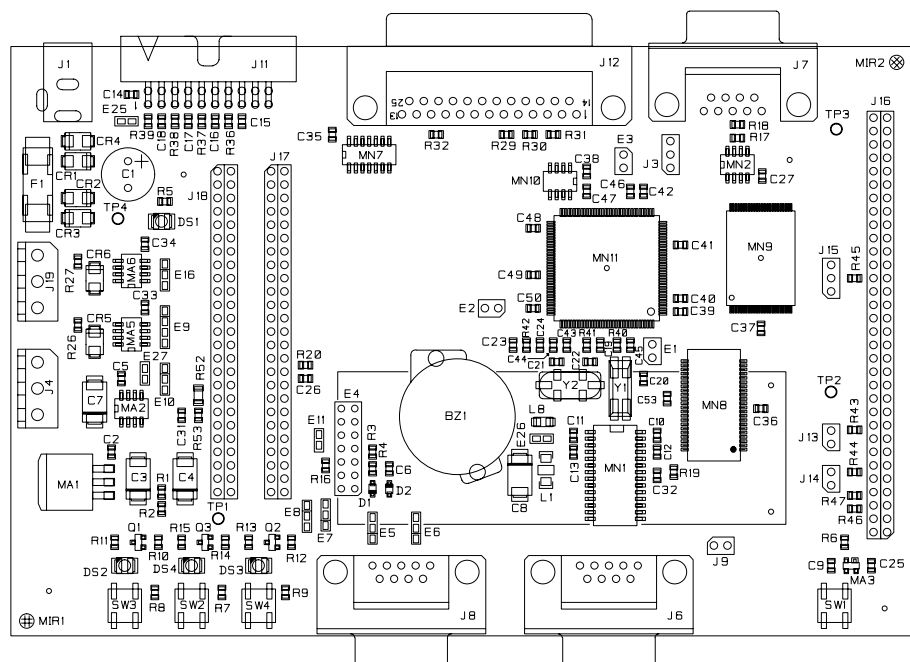 J1
J11
J12
J7
MIR2
C14
E25
J16
25
14
13
1
R39
C18
R38
C17
R37
C16
R36
C15
C35
R32
R29
R30
R31
E3
J3
R18
R17
TP3
CR4
F1
CR1
CR2
CR3
C1
MN7
MN10
C38
C47
C46
C42
MN2
C27
J18
J17
R5
TP4
DS1
C34
C48
C41
MN11
MN9
J15
R45
J19
R27
CR6
MA6
E16
C49
C33
C50
C40
C39
E2
C37
R26
CR5
MA5
E9
C23
R42
C24
C43
R41
C19
R40
C45
E1
C44
C21
C22
E27
R20
C26
J4
C7
C5
MA2
E10
R52
R53
E4
BZ1
Y2
Y1
C20
C53
MN8
TP2
C36
R43
E11
R3
R4
L8
E26
C11
C13
MN1
C10
C12
C32
R19
J13
R44
C2
C3
MA1
C3
C4
R1
R2
R16
C6
D1
D2
L1
C8
J14
R47
R46
TP1
E8
E7
E5
E6
Q1
R15
Q3
R13
Q2
R11
R10
R14
R12
J9
R6
DS2
DS4
DS3
C9
MA3
C25
SW3
R8
SW2
R7
SW4
R9
J8
J6
SW1
MIR1